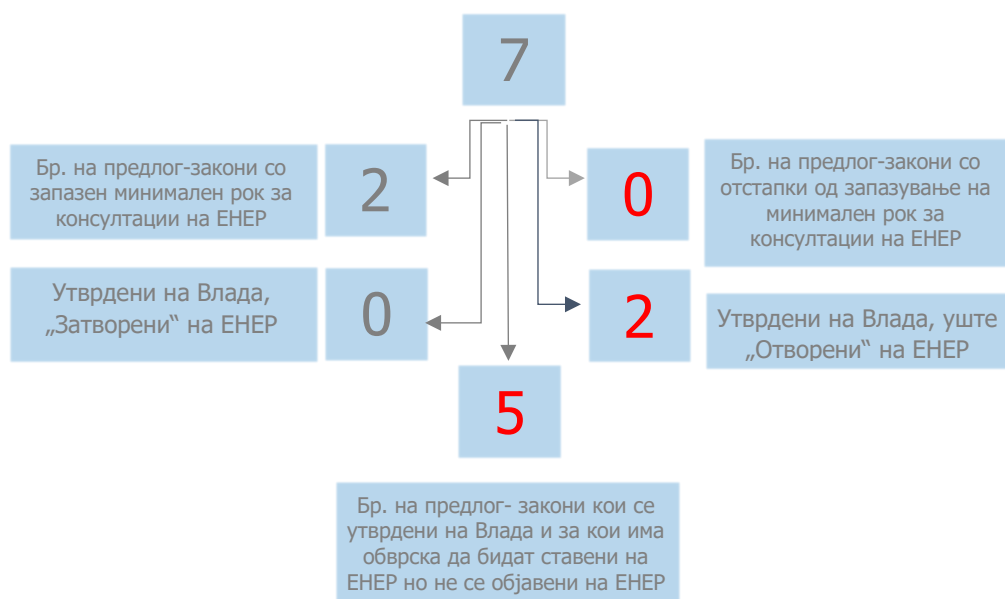 7
Бр. на предлог-закони со
запазен минимален рок за
консултации на ЕНЕР
2
0
Бр. на предлог-закони со
отстапки од запазување на
минимален рок за
консултации на ЕНЕР
Утврдени на Влада,
„Затворени“ на ЕНЕР
0
2
Утврдени на Влада, уште
„Отворени“ на ЕНЕР
5
Бр. на предлог- закони кои се
утврдени на Влада и за кои има
обврска да бидат ставени на
ЕНЕР но не се објавени на ЕНЕР